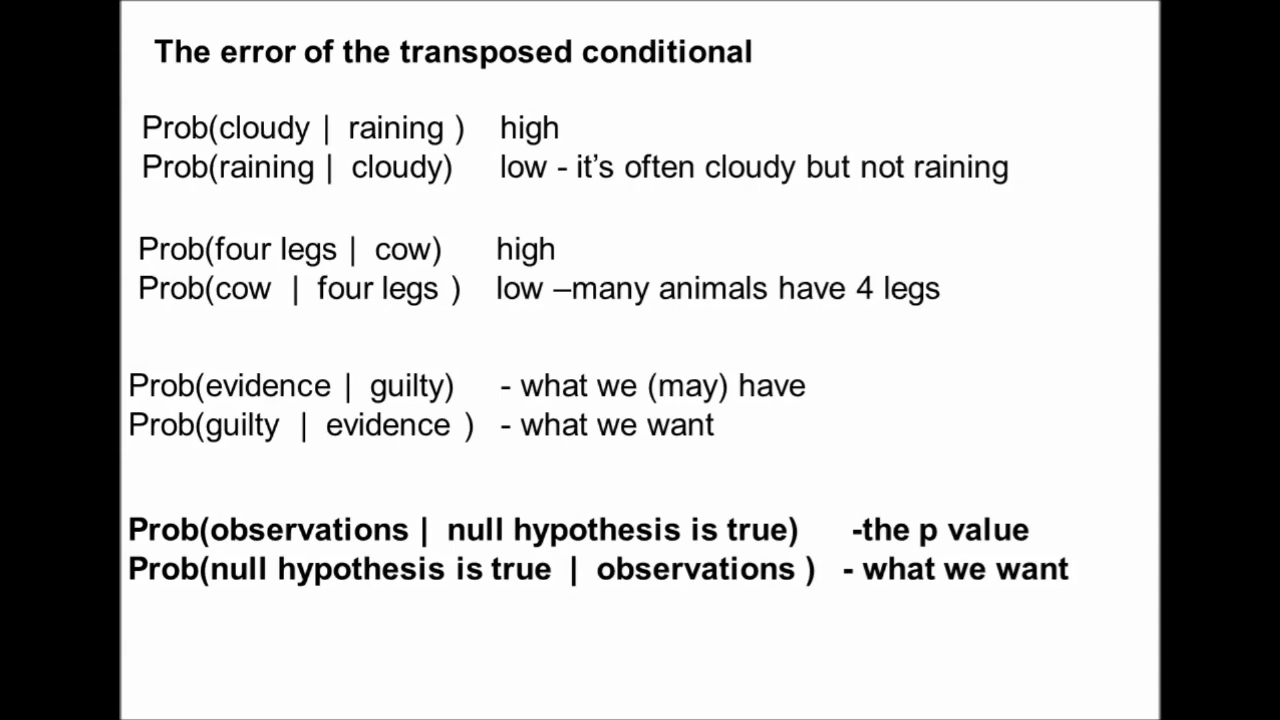 The error of the transposed conditional
Prob(cloudy | raining ) high
Prob(raining | cloudy) low - it's often cloudy but not raining
Prob(four legs | cow) high
Prob(cow | four legs ) low –many animals have 4 legs
Prob(evidence | guilty) - what we (may) have
Prob(guilty | evidence ) - what we want
Prob(observations | null hypothesis is true) -the p value
Prob(null hypothesis is true | observations ) - what we want